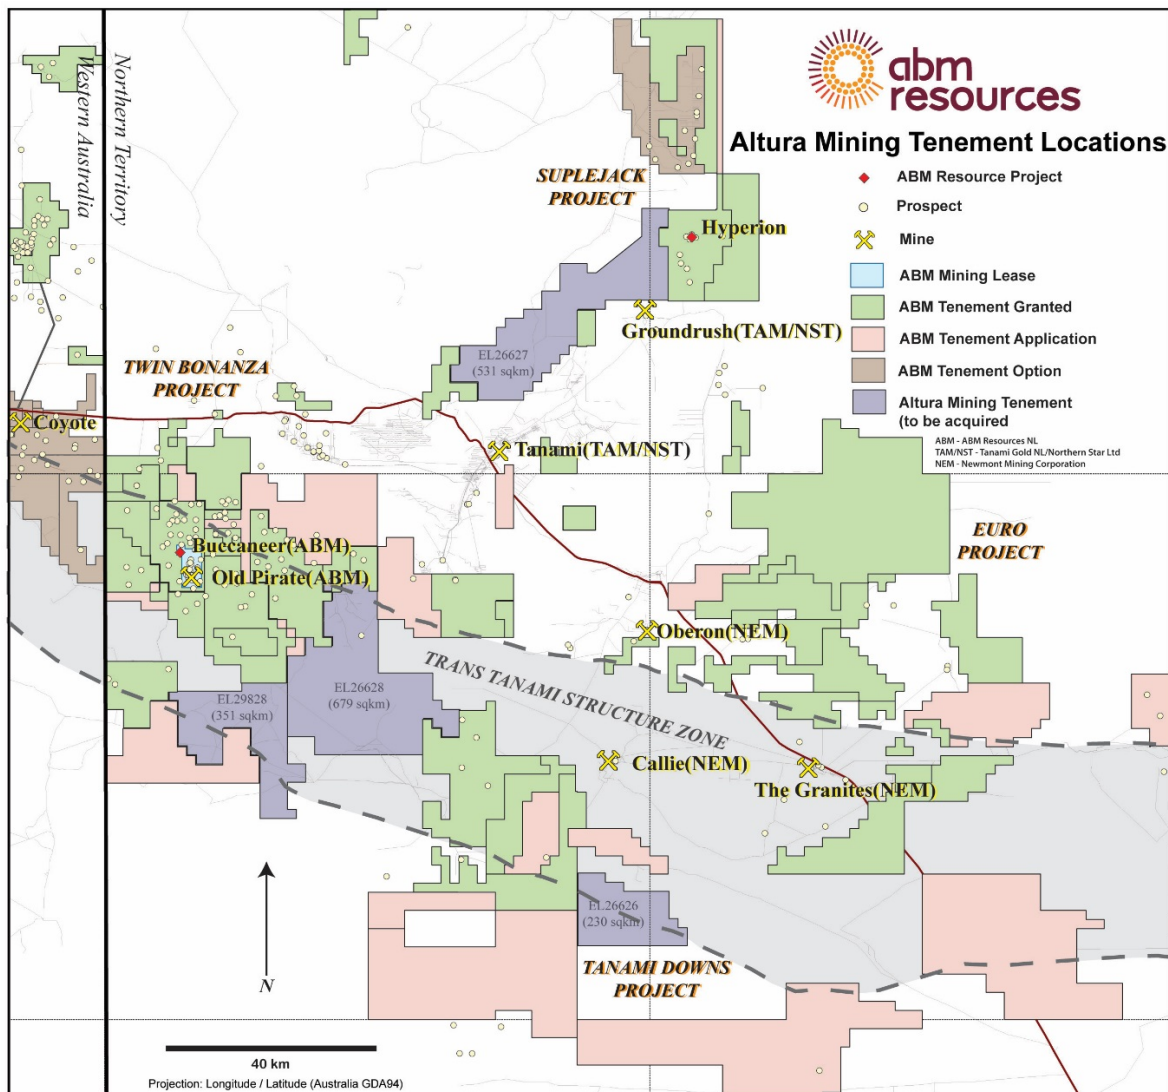 abm
resources
Altura Mining Tenement Locations
ABM Resource Project
Prospect
Mine
ABM Mining Lease
ABM Tenement Granted
ABM Tenement Application
ABM Tenement Option
Altura Mining Tenement
(to be acquired
ABM - ABM Resources NL
TAM/NST - Tanami Gold NL/Northern Star Ltd
NEM - Newmont Mining Corporation
Western Australia
Northern Territory
SUPLEJACK
PROJECT
Hyperion
Groundrush(TAM/NST)
EL26627
(531 sqkm)
TWIN BONANZA
PROJECT
Coyote
Tanami(TAM/NST)
EURO
PROJECT
Buccaneer(ABM)
Old Pirate(ABM)
Oberon(NEM)
TRANS TANAMI STRUCTURE ZONE
EL29828
(351 sqkm)
EL26628
(679 sqkm)
Callie(NEM)
The Granites(NEM)
EL26626
(230 sqkm)
TANAMI DOWNS
PROJECT
N
40 km
Projection: Longitude / Latitude (Australia GDA94)